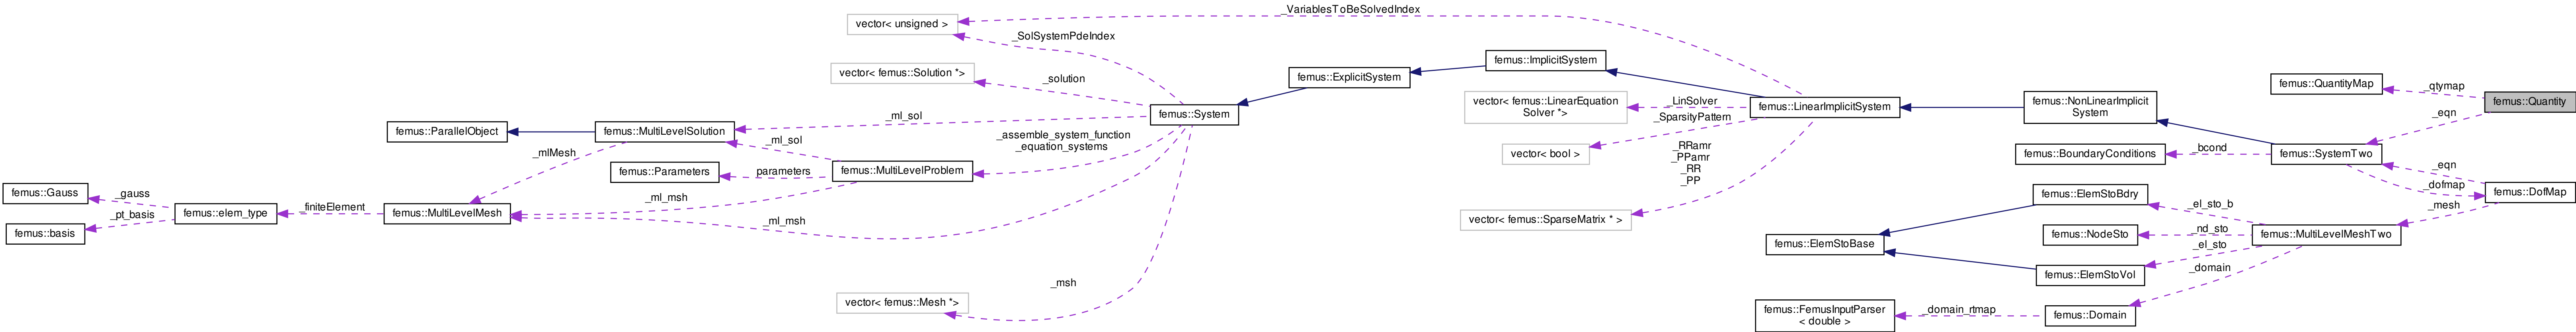 vector< unsigned >
_VariablesToBeSolvedIndex
_SolSystemPdeIndex
vector< femus::Solution *>
_solution
femus::ExplicitSystem
femus::ImplicitSystem
femus::QuantityMap
_qtymap
femus::Quantity
vector< femus::LinearEquation
Solver *>
_LinSolver
femus::LinearImplicitSystem
femus::NonLinearImplicit
System
_eqn
femus::ParallelObject
femus::MultiLevelSolution
_ml_sol
femus::System
_SparsityPattern
_mlMesh
_ml_sol
_assemble_system_function
_equation_systems
vector< bool >
femus::BoundaryConditions
_bcond
femus::SystemTwo
_eqn
femus::Parameters
parameters
femus::MultiLevelProblem
_RRamr
_PPamr
_RR
_PP
_dofmap
femus::DofMap
femus::Gauss
_gauss
_ml_msh
femus::ElemStoBdry
_el_sto_b
_mesh
_pt_basis
femus::elem_type
_finiteElement
femus::MultiLevelMesh
_ml_msh
vector< femus::SparseMatrix * >
femus::basis
femus::ElemStoBase
femus::NodeSto
_nd_sto
femus::MultiLevelMeshTwo
_el_sto
femus::ElemStoVol
_domain
_msh
vector< femus::Mesh *>
femus::FemusInputParser
< double >
_domain_rtmap
femus::Domain